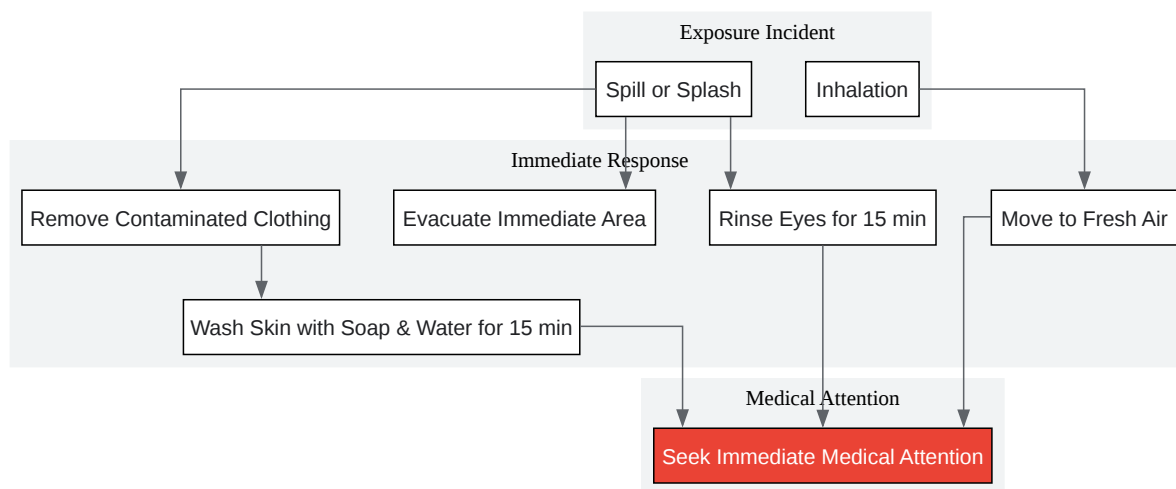 Exposure Incident
Spill or Splash
Inhalation
Immediate Response
Remove Contaminated Clothing
Evacuate Immediate Area
Rinse Eyes for 15 min
Move to Fresh Air
Wash Skin with Soap & Water for 15 min
Medical Attention
Seek Immediate Medical Attention